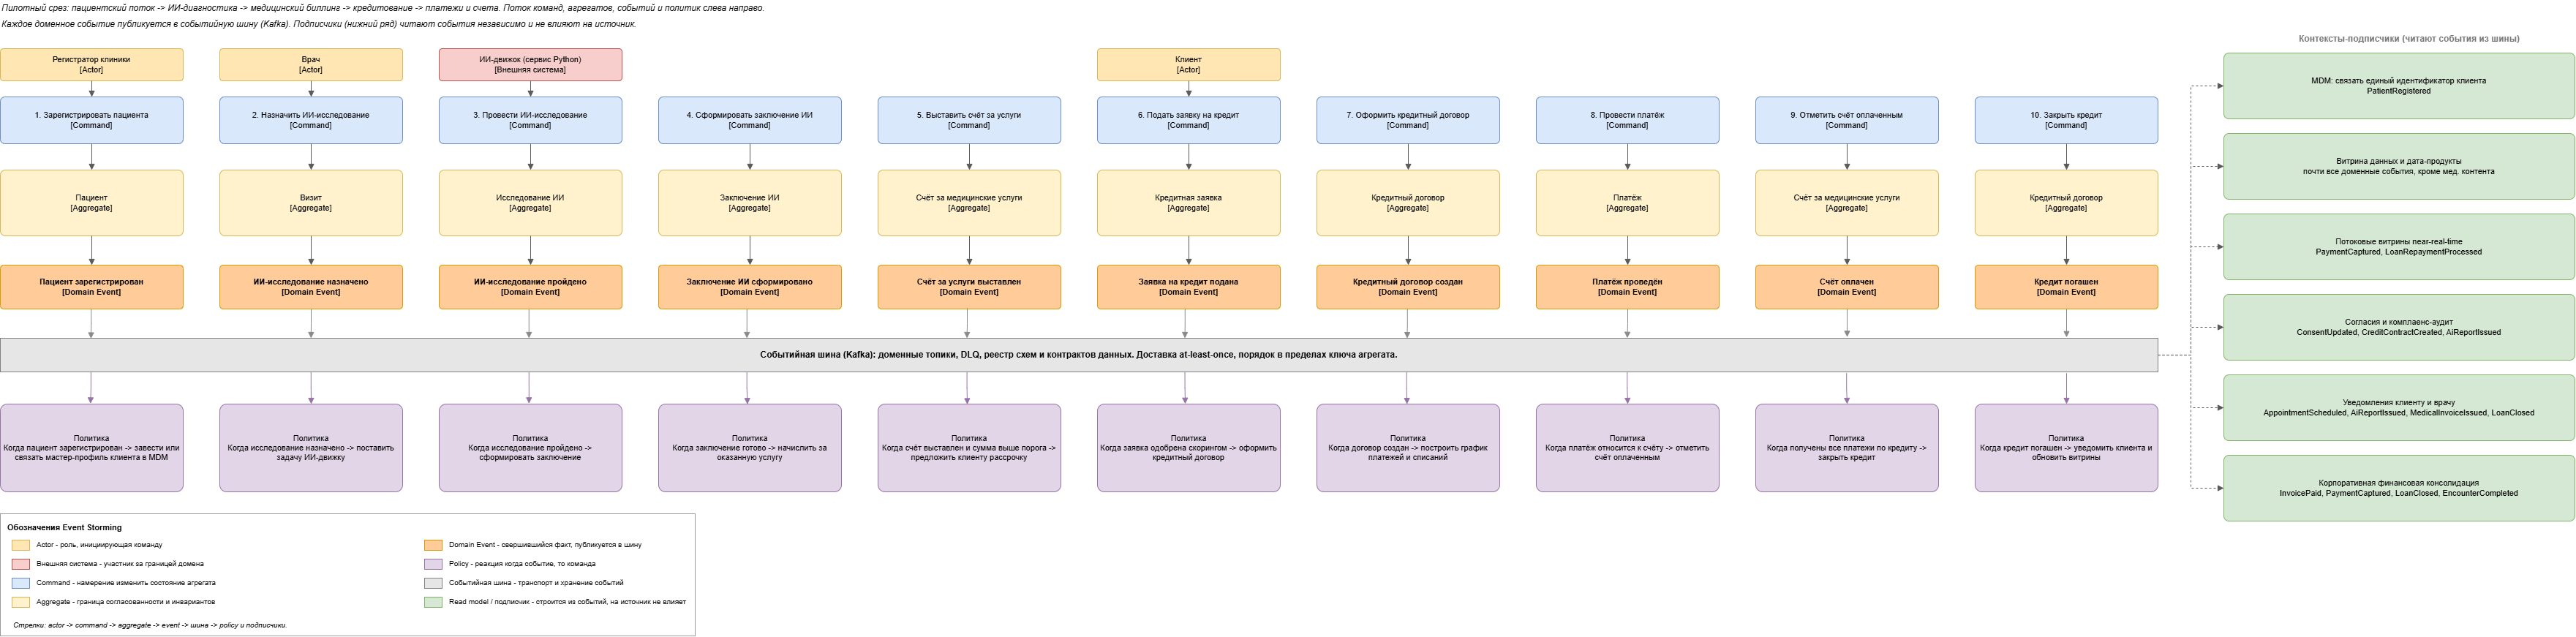 Пилотный срез: пациентский поток -> ИИ-диагностика -> медицинский биллинг -> кредитование -> платежи и счета. Поток команд, агрегатов, событий и политик слева направо.
Каждое доменное событие публикуется в событийную шину (Kafka). Подписчики (нижний ряд) читают события независимо и не влияют на источник.
Контексты-подписчики (читают события из шины)
Регистратор клиники
[Actor]
Врач
[Actor]
ИИ-движок (сервис Python)
[Внешняя система]
Клиент
[Actor]
1. Зарегистрировать пациента
[Command]
2. Назначить ИИ-исследование
[Command]
3. Провести ИИ-исследование
[Command]
4. Сформировать заключение ИИ
[Command]
5. Выставить счёт за услуги
[Command]
6. Подать заявку на кредит
[Command]
7. Оформить кредитный договор
[Command]
8. Провести платёж
[Command]
9. Отметить счёт оплаченным
[Command]
10. Закрыть кредит
[Command]
Пациент
[Aggregate]
Визит
[Aggregate]
Исследование ИИ
[Aggregate]
Заключение ИИ
[Aggregate]
Счёт за медицинские услуги
[Aggregate]
Кредитная заявка
[Aggregate]
Кредитный договор
[Aggregate]
Платёж
[Aggregate]
Счёт за медицинские услуги
[Aggregate]
Кредитный договор
[Aggregate]
Пациент зарегистрирован
[Domain Event]
ИИ-исследование назначено
[Domain Event]
ИИ-исследование пройдено
[Domain Event]
Заключение ИИ сформировано
[Domain Event]
Счёт за услуги выставлен
[Domain Event]
Заявка на кредит подана
[Domain Event]
Кредитный договор создан
[Domain Event]
Платёж проведён
[Domain Event]
Счёт оплачен
[Domain Event]
Кредит погашен
[Domain Event]
Событийная шина (Kafka): доменные топики, DLQ, реестр схем и контрактов данных. Доставка at-least-once, порядок в пределах ключа агрегата.
Политика
Когда пациент зарегистрирован -> завести или
связать мастер-профиль клиента в MDM
Политика
Когда исследование назначено -> поставить
задачу ИИ-движку
Политика
Когда исследование пройдено ->
сформировать заключение
Политика
Когда заключение готово -> начислить за
оказанную услугу
Политика
Когда счёт выставлен и сумма выше порога ->
предложить клиенту рассрочку
Политика
Когда заявка одобрена скорингом -> оформить
кредитный договор
Политика
Когда договор создан -> построить график
платежей и списаний
Политика
Когда платёж относится к счёту -> отметить
счёт оплаченным
Политика
Когда получены все платежи по кредиту ->
закрыть кредит
Политика
Когда кредит погашен -> уведомить клиента и
обновить витрины
MDM: связать единый идентификатор клиента
PatientRegistered
Витрина данных и дата-продукты
почти все доменные события, кроме мед. контента
Потоковые витрины near-real-time
PaymentCaptured, LoanRepaymentProcessed
Согласия и комплаенс-аудит
ConsentUpdated, CreditContractCreated, AiReportIssued
Уведомления клиенту и врачу
AppointmentScheduled, AiReportIssued, MedicalInvoiceIssued, LoanClosed
Корпоративная финансовая консолидация
InvoicePaid, PaymentCaptured, LoanClosed, EncounterCompleted
Обозначения Event Storming
Actor - роль, инициирующая команду
Внешняя система - участник за границей домена
Command - намерение изменить состояние агрегата
Aggregate - граница согласованности и инвариантов
Domain Event - свершившийся факт, публикуется в шину
Policy - реакция когда событие, то команда
Событийная шина - транспорт и хранение событий
Read model / подписчик - строится из событий, на источник не влияет
Стрелки: actor -> command -> aggregate -> event -> шина -> policy и подписчики.